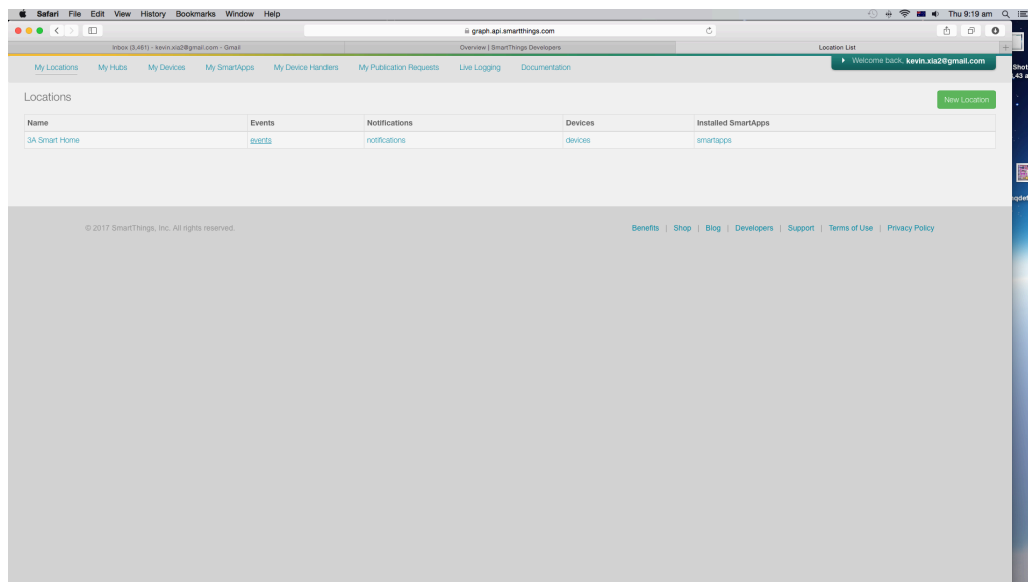 Safari File Edit View History Bookmarks Window Help Thu 9:19 am
graph.api.smartthings.com
Inbox (3,461) - kevin.xia2@gmail.com - Gmail Overview | SmartThings Developers Location List +
My Locations My Hubs My Devices My SmartApps My Device Handlers My Publication Requests Live Logging Documentation Welcome back, kevin.xia2@gmail.com
Locations New Location
Name Events Notifications Devices Installed SmartApps
3A Smart Home events notifications devices smartapps
© 2017 SmartThings, Inc. All rights reserved. Benefits | Shop | Blog | Developers | Support | Terms of Use | Privacy Policy